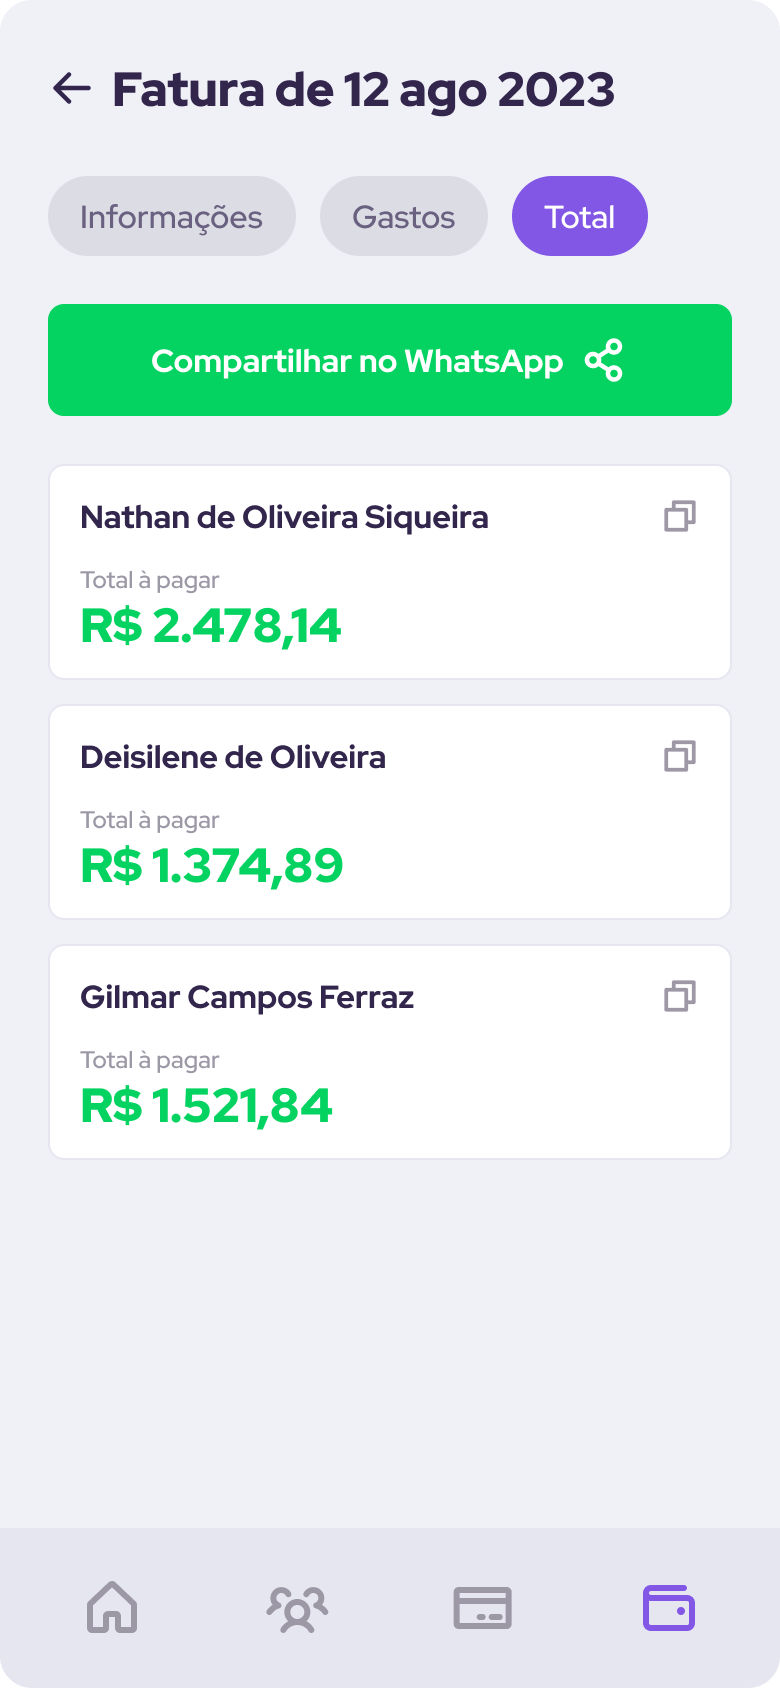 Fatura de 12 ago 2023
Informações
Gastos
Total
Compartilhar no WhatsApp
Nathan de Oliveira Siqueira
Total à pagar
R$ 2.478,14
Deisilene de Oliveira
Total à pagar
R$ 1.374,89
Gilmar Campos Ferraz
Total à pagar
R$ 1.521,84